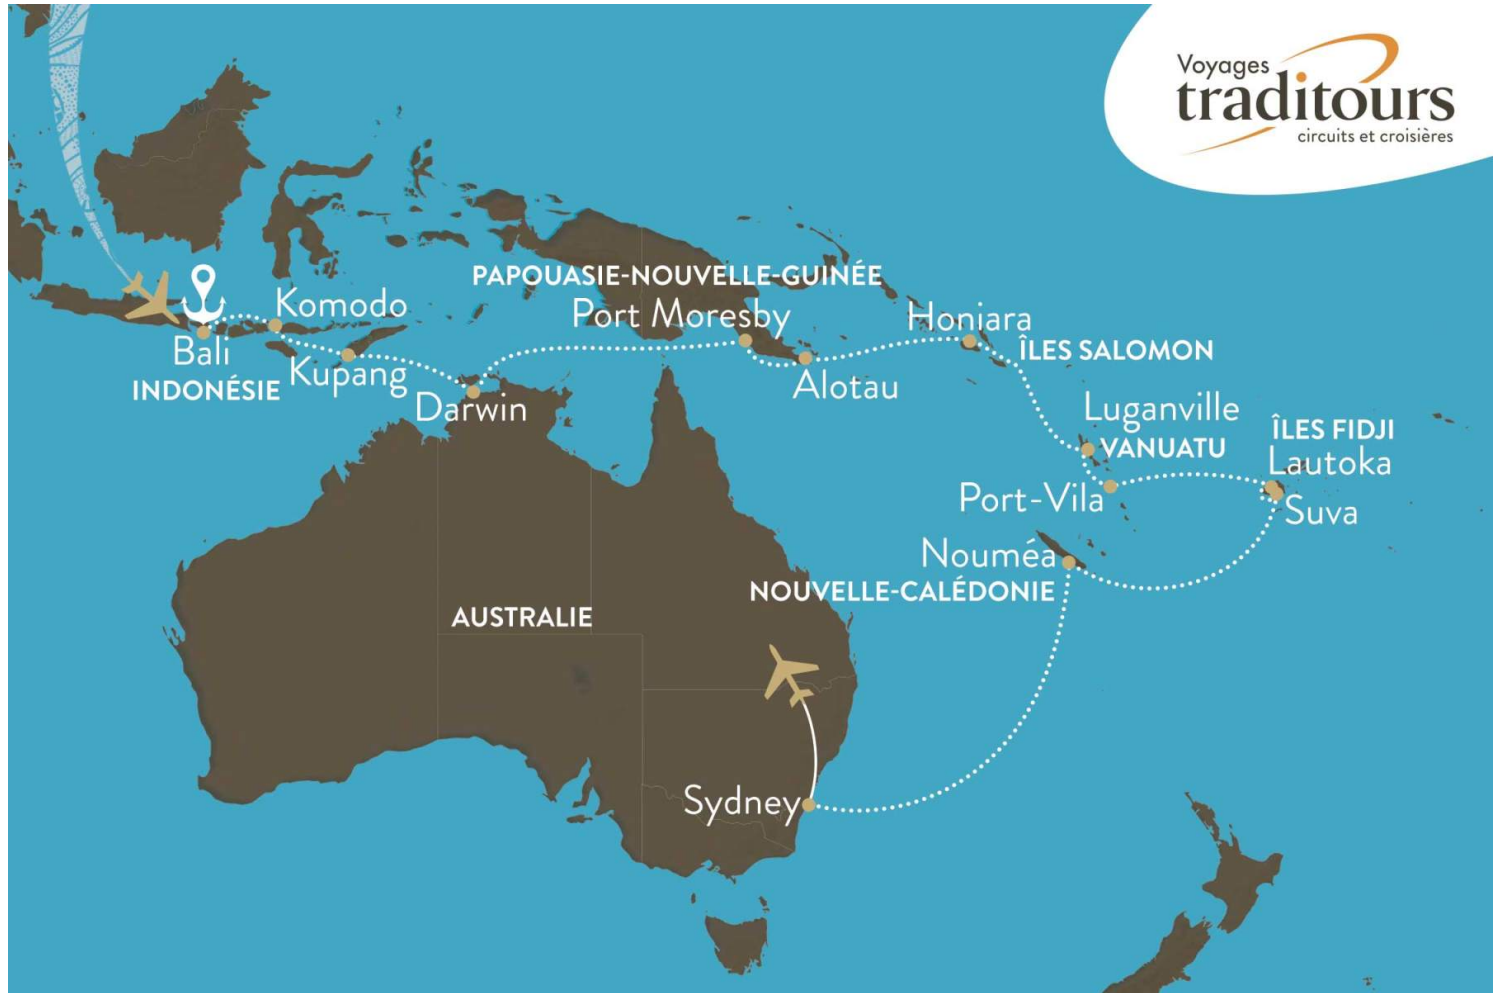 Voyages
traditours
circuits et croisières
PAPOUASIE-NOUVELLE-GUINÉE
Komodo
Port Moresby
Honiara
Bali
ÎLES SALOMON
INDONÉSIE
Kupang
Alotau
Darwin
Luganville
ÎLES FIDJI
VANUATU
Lautoka
Port-Vila
Suva
Nouméa
NOUVELLE-CALÉDONIE
AUSTRALIE
Sydney